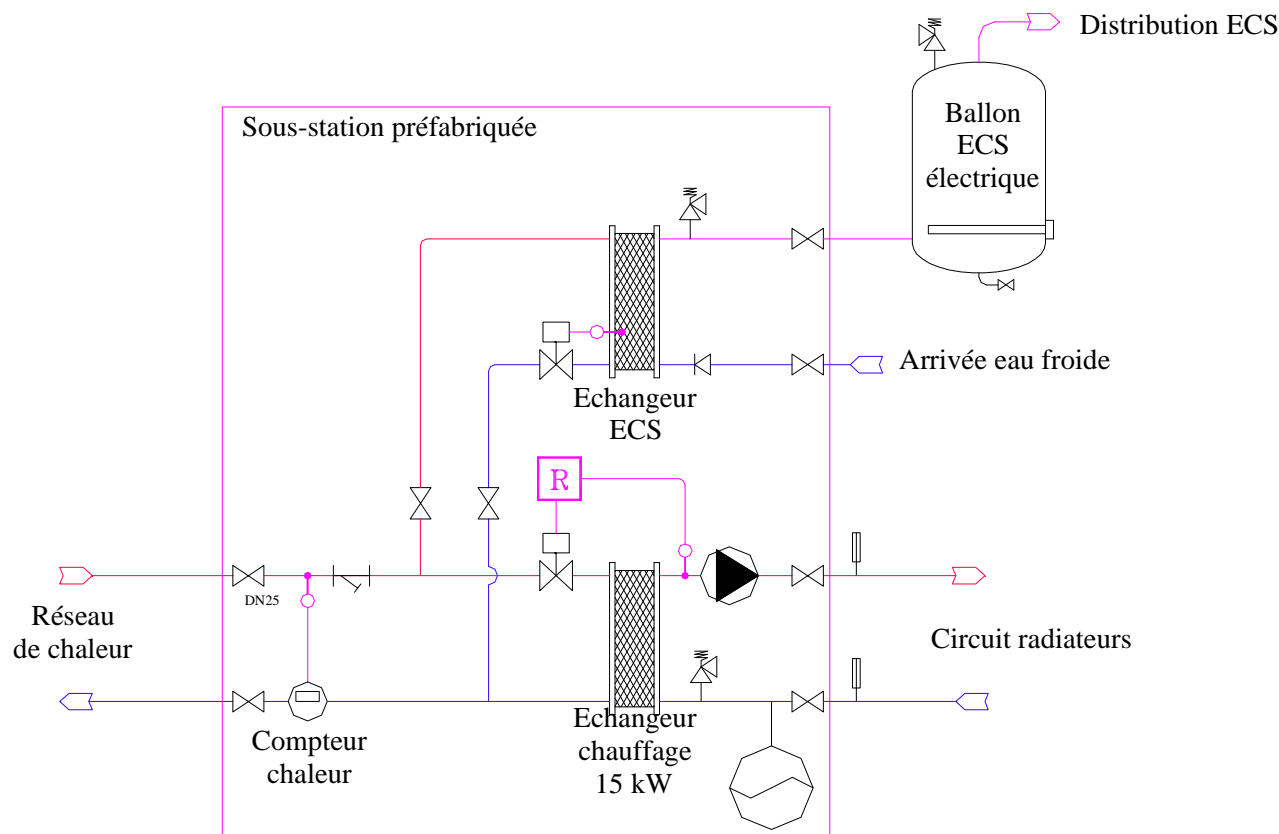 Distribution ECS
Sous-station préfabriquée
Ballon
ECS
électrique
Arrivée eau froide
Echangeur
ECS
R
DN25
Réseau
de chaleur
Circuit radiateurs
Compteur
chaleur
Echangeur
chauffage
15 kW